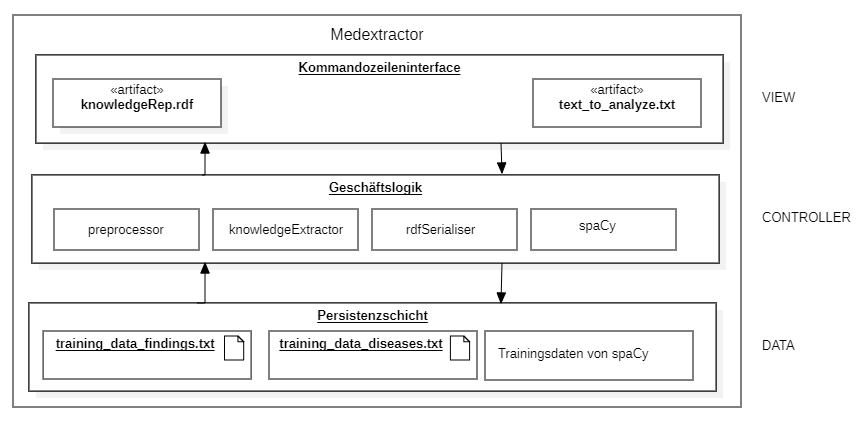 Medextractor
Kommandozeileninterface
«artifact»
knowledgeRep.rdf
«artifact»
text_to_analyze.txt
VIEW
Geschäftslogik
preprocessor
knowledgeExtractor
rdfSerialiser
spaCy
CONTROLLER
Persistenzschicht
training_data_findings.txt
training_data_diseases.txt
Trainingsdaten von spaCy
DATA